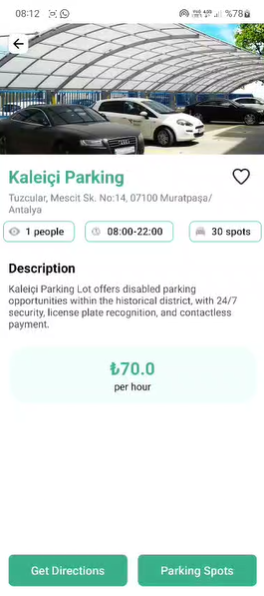 08:12
%78
Kaleiçi Parking
Tuzcular, Mescit Sk. No:14, 07100 Muratpaşa/
Antalya
1 people
08:00-22:00
30 spots
Description
Kaleiçi Parking Lot offers disabled parking
opportunities within the historical district, with 24/7
security, license plate recognition, and contactless
payment.
₺70.0
per hour
Get Directions
Parking Spots